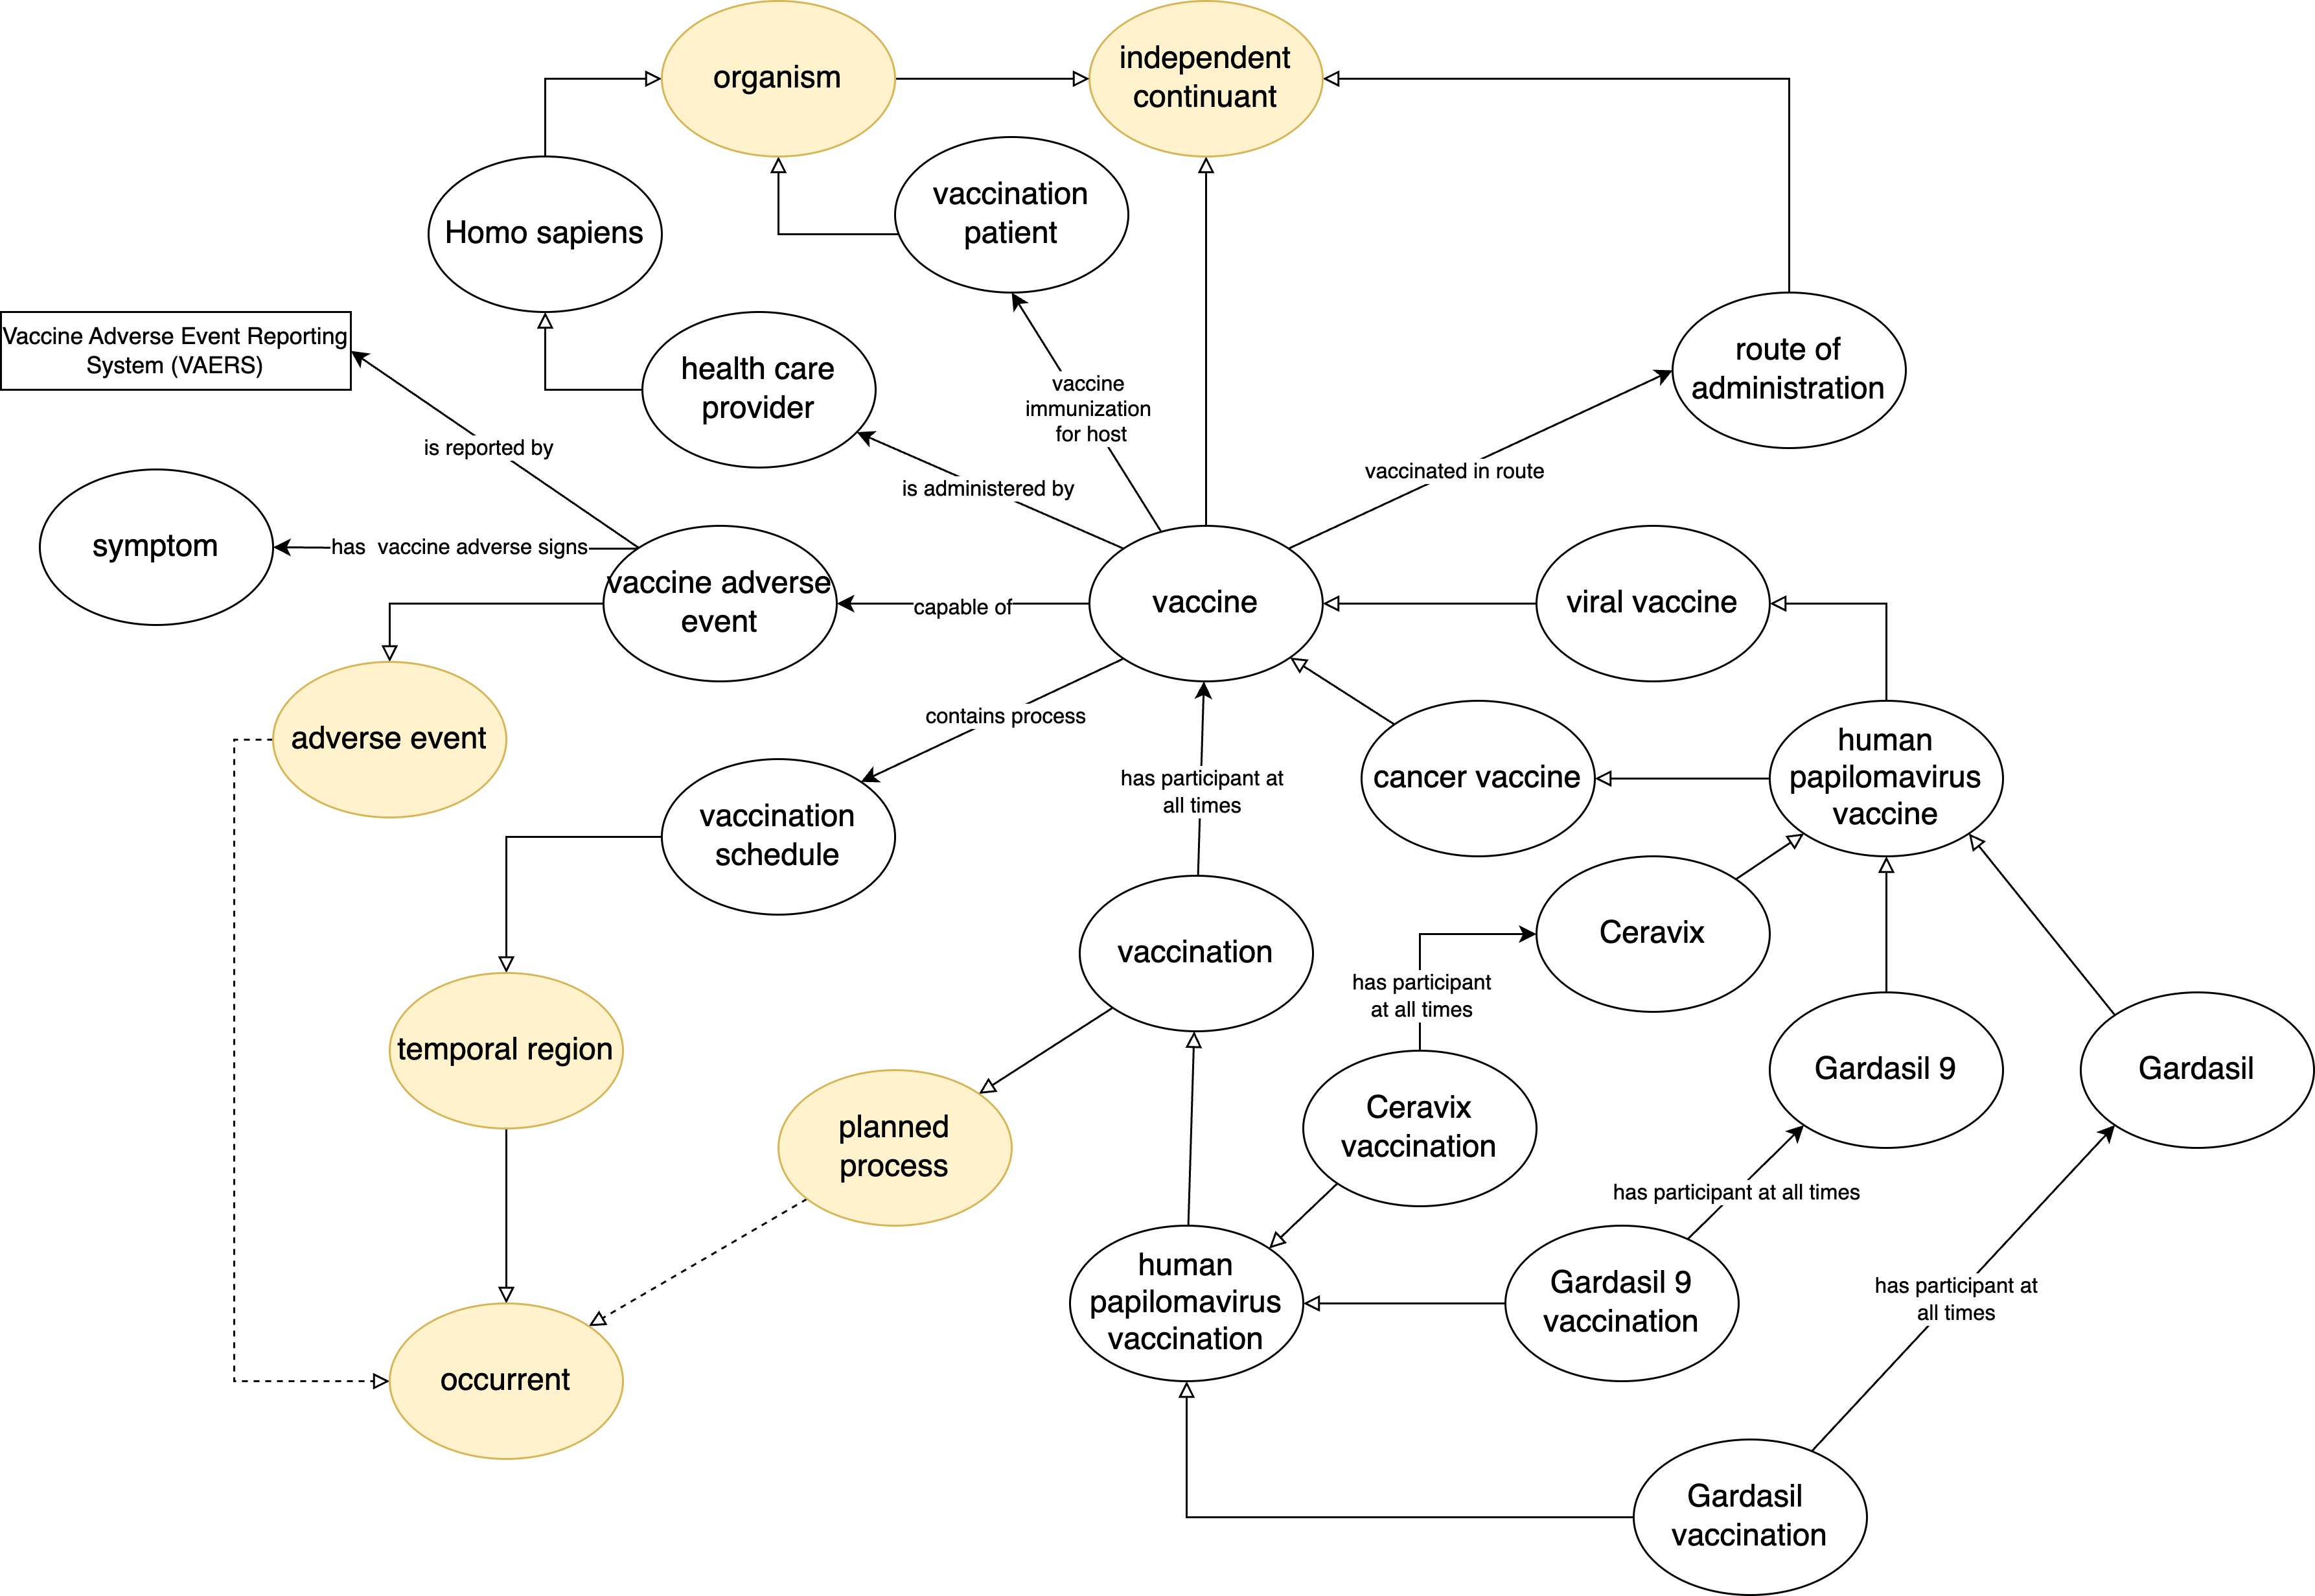 organism
independent
continuant
vaccination
patient
Homo sapiens
Vaccine Adverse Event Reporting
System (VAERS)
health care
provider
vaccine
immunization
for host
route of
administration
is reported by
is administered by
vaccinated in route
symptom
has  vaccine adverse signs
vaccine adverse
event
capable of
vaccine
viral vaccine
adverse event
contains process
has participant at
all times
cancer vaccine
human
papilomavirus
vaccine
vaccination
schedule
vaccination
has participant
at all times
Ceravix
temporal region
planned
process
Ceravix
vaccination
Gardasil 9
Gardasil
has participant at all times
human
papilomavirus
vaccination
Gardasil 9
vaccination
has participant at
all times
occurrent
Gardasil
vaccination